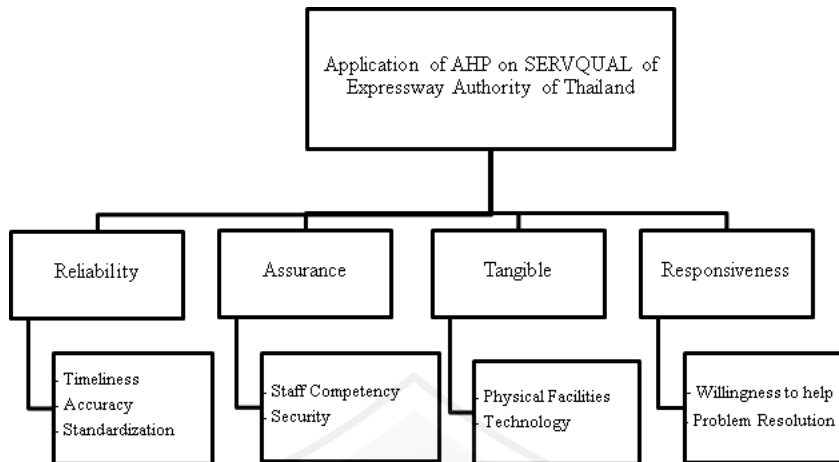 Application of AHP on SERVQUAL of
Expressway Authority of Thailand
Reliability
Assurance
Tangible
Responsiveness
- Timeliness
- Accuracy
- Standardization
- Staff Competency
- Security
- Physical Facilities
- Technology
- Willingness to help
- Problem Resolution